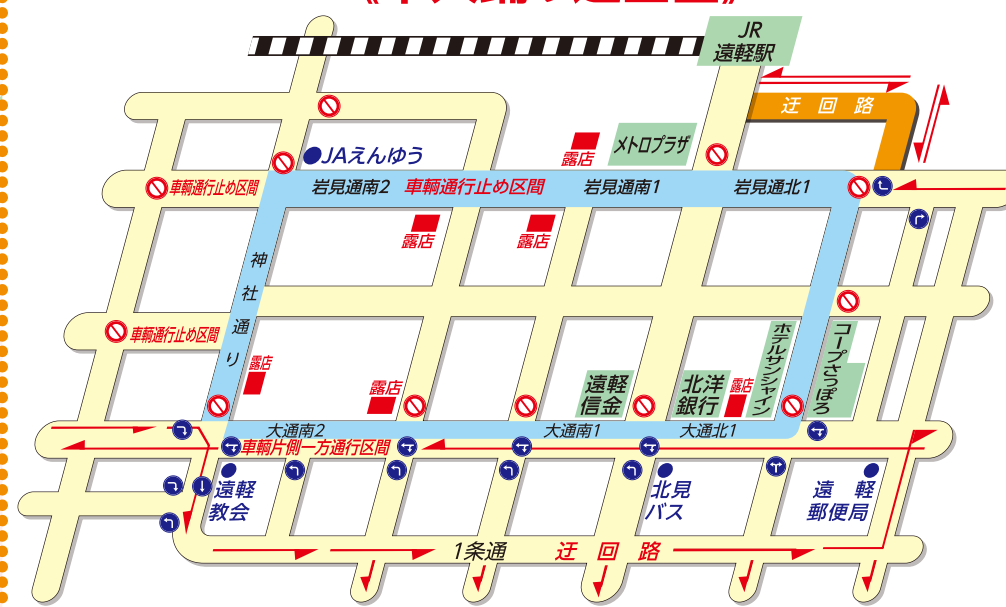 JR
遠軽駅
迂回路
JAえんゆう
露店
メトロプラザ
車輌通行止め区間
岩見通南2
車輌通行止め区間
岩見通南1
岩見通北1
露店
露店
神社通り
車輌通行止め区間
露店
露店
遠軽
信金
北洋
銀行
露店
ホテルサンシャイン
コープさっぽろ
大通南2
大通南1
大通北1
車輌片側一方通行区間
遠軽
教会
北見
バス
遠軽
郵便局
1条通
迂回路